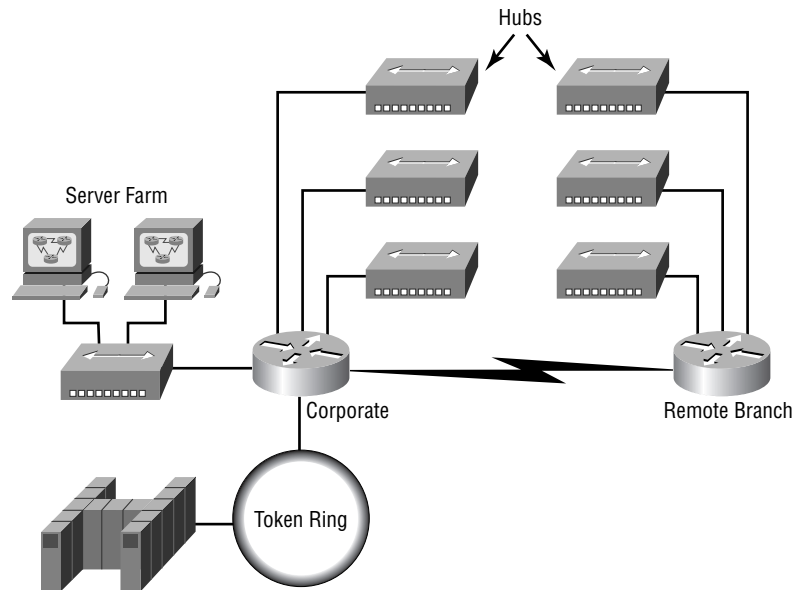 Hubs
Server Farm
Corporate
Remote Branch
Token Ring